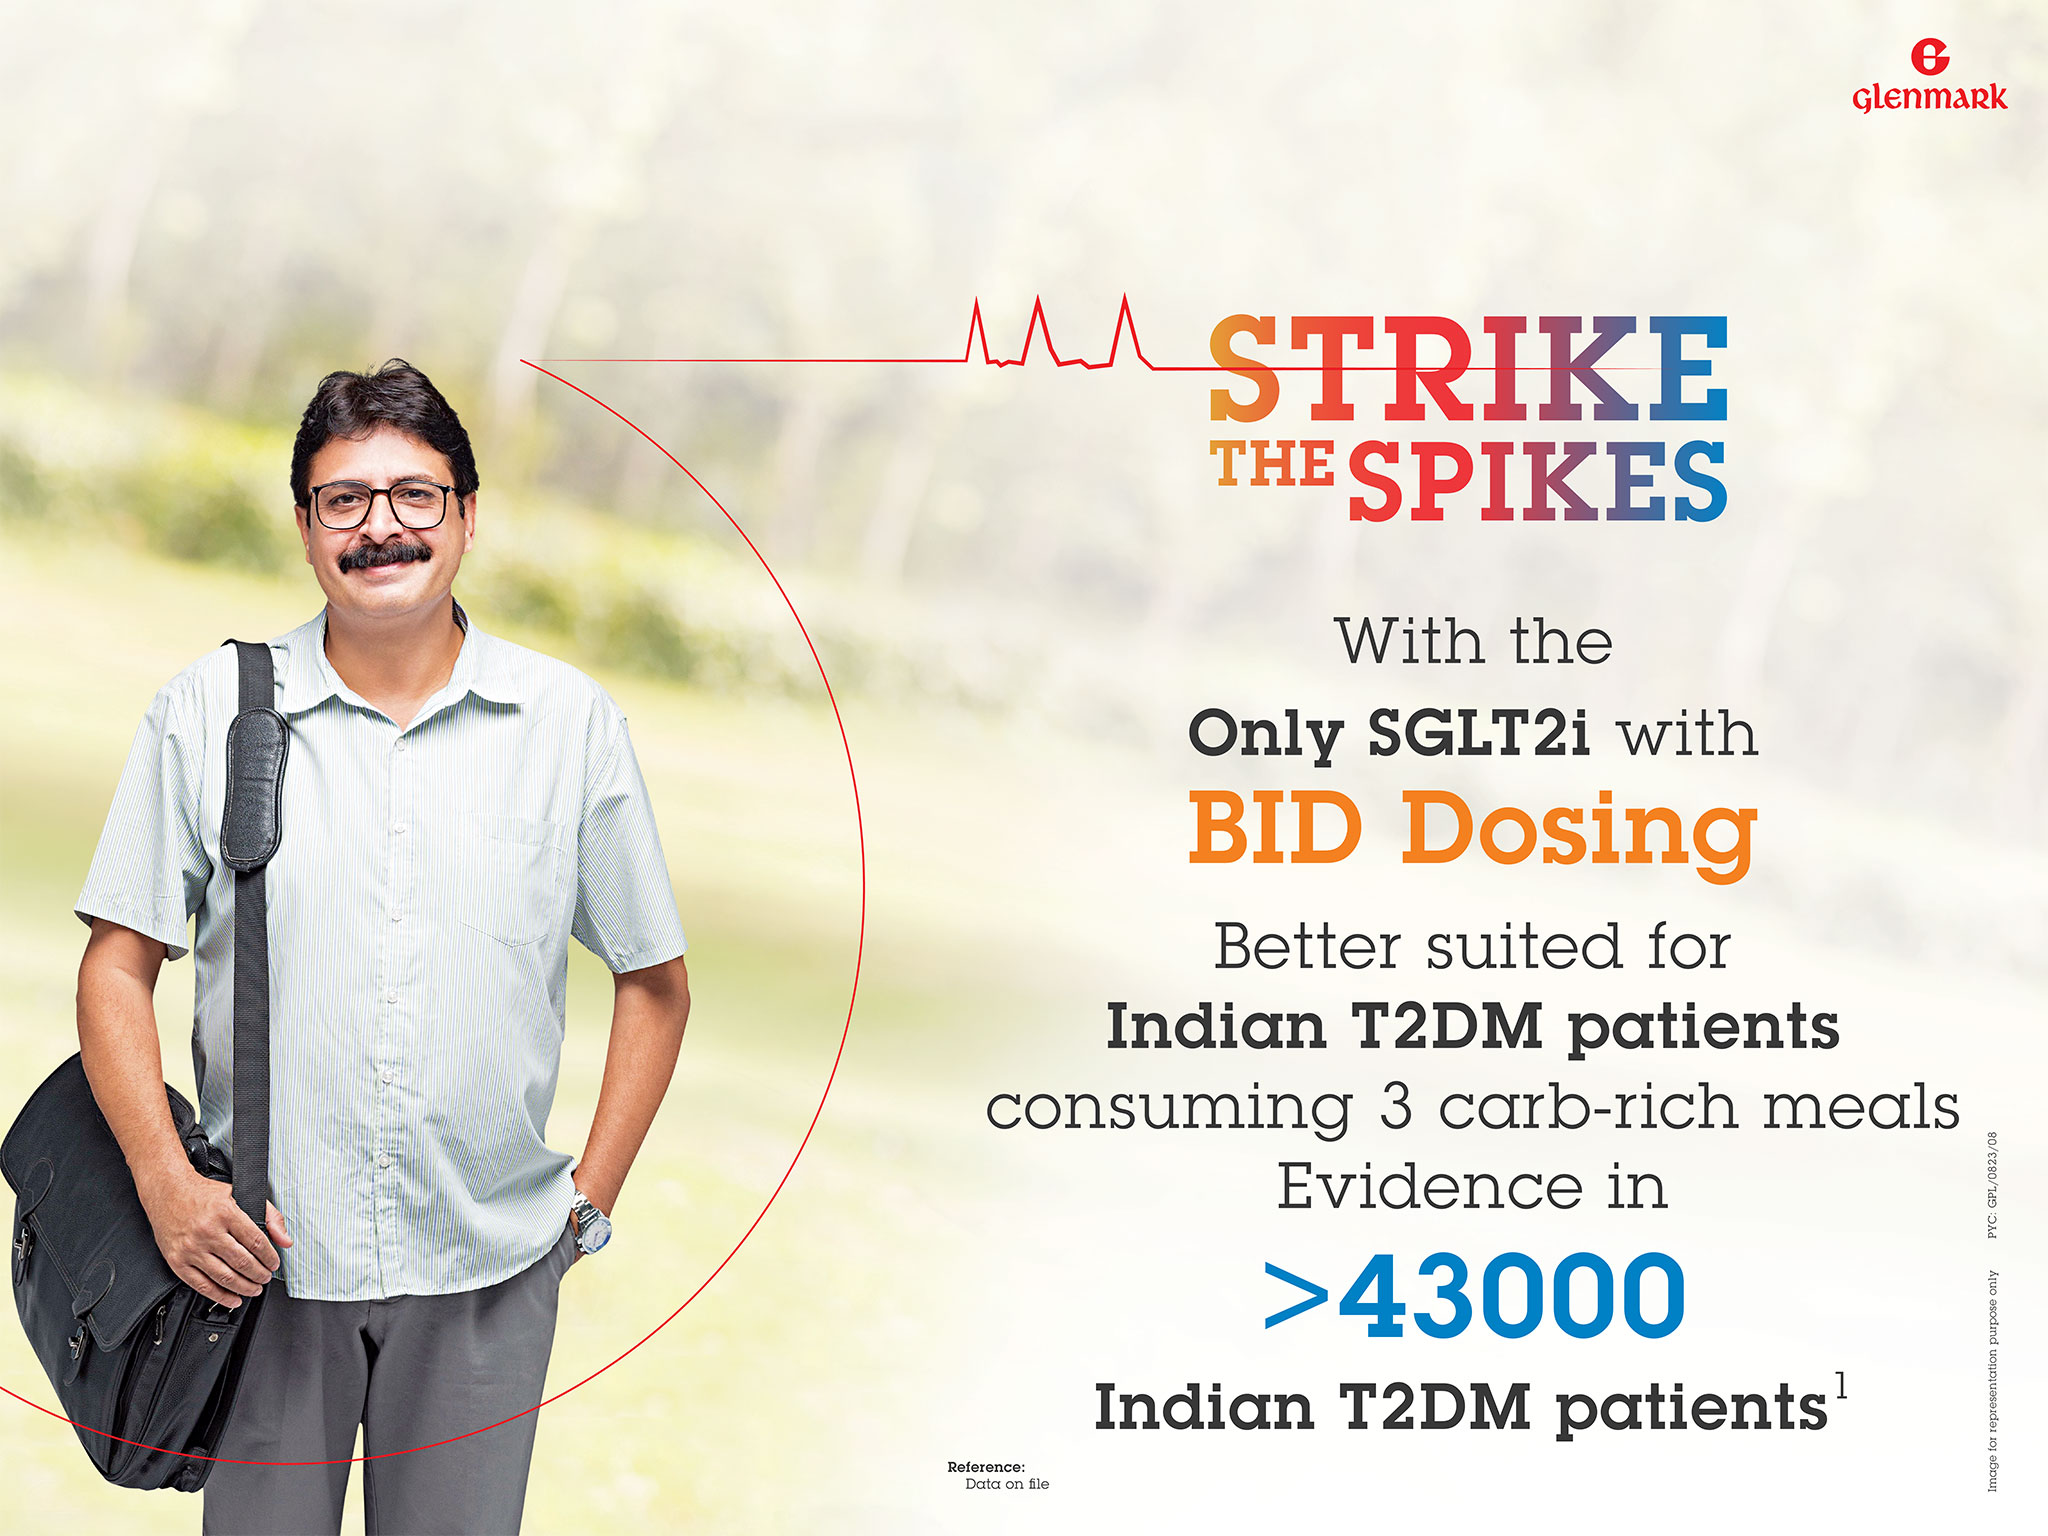 Glenmark
STRIKE
THE SPIKES
With the
Only SGLT2i with
BID Dosing
Better suited for
Indian T2DM patients
consuming 3 carb-rich meals
Evidence in
>43000
Indian T2DM patients¹
Reference:
Data on file
Image for representation purpose only PYC: GPL/0823/08